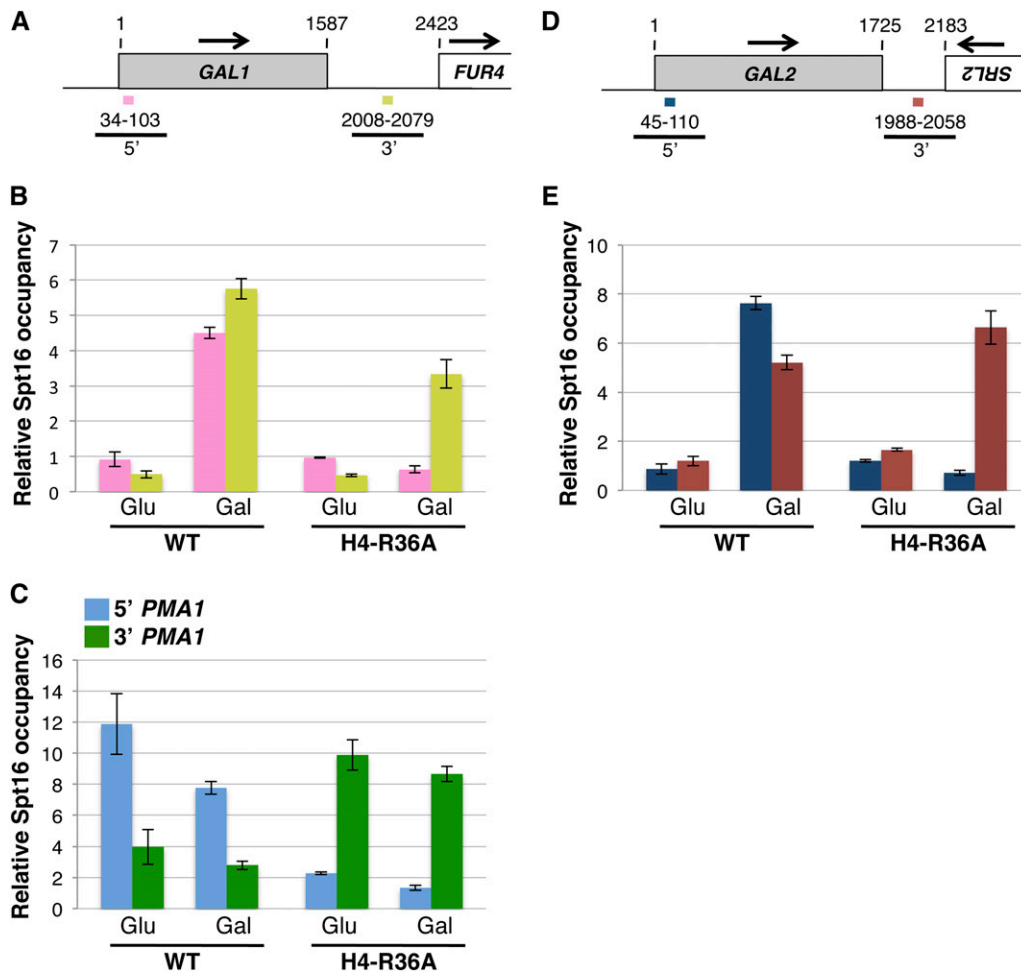 A
1 1587 2423
GAL1 FUR4
34-103 2008-2079
5' 3'
D
1 1725 2183
GAL2 SRL2
45-110 1988-2058
5' 3'
B
Relative Spt16 occupancy
7
6
5
4
3
2
1
0
Glu Gal Glu Gal
WT H4-R36A
E
Relative Spt16 occupancy
10
8
6
4
2
0
Glu Gal Glu Gal
WT H4-R36A
C
5' PMA1
3' PMA1
Relative Spt16 occupancy
16
14
12
10
8
6
4
2
0
Glu Gal Glu Gal
WT H4-R36A